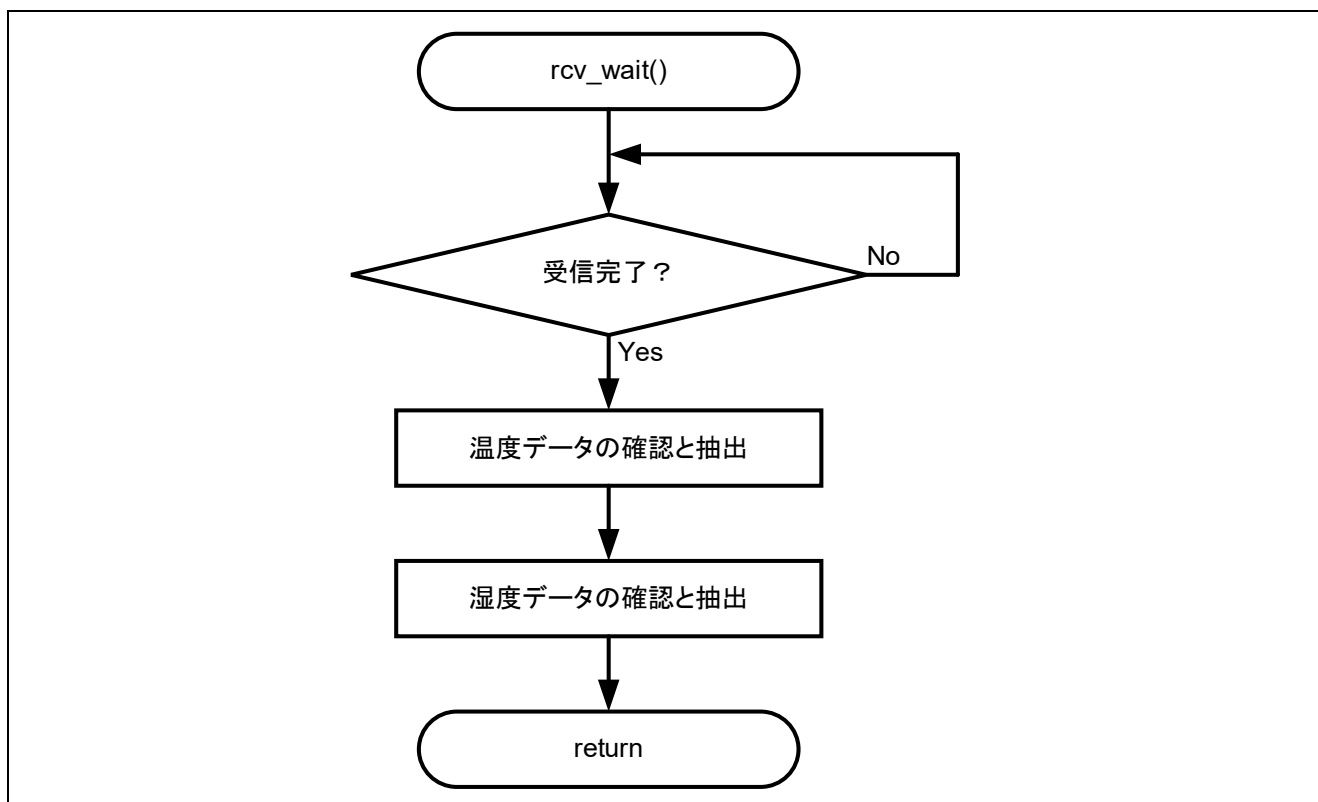 rcv_wait()
受信完了？
No
Yes
温度データの確認と抽出
湿度データの確認と抽出
return